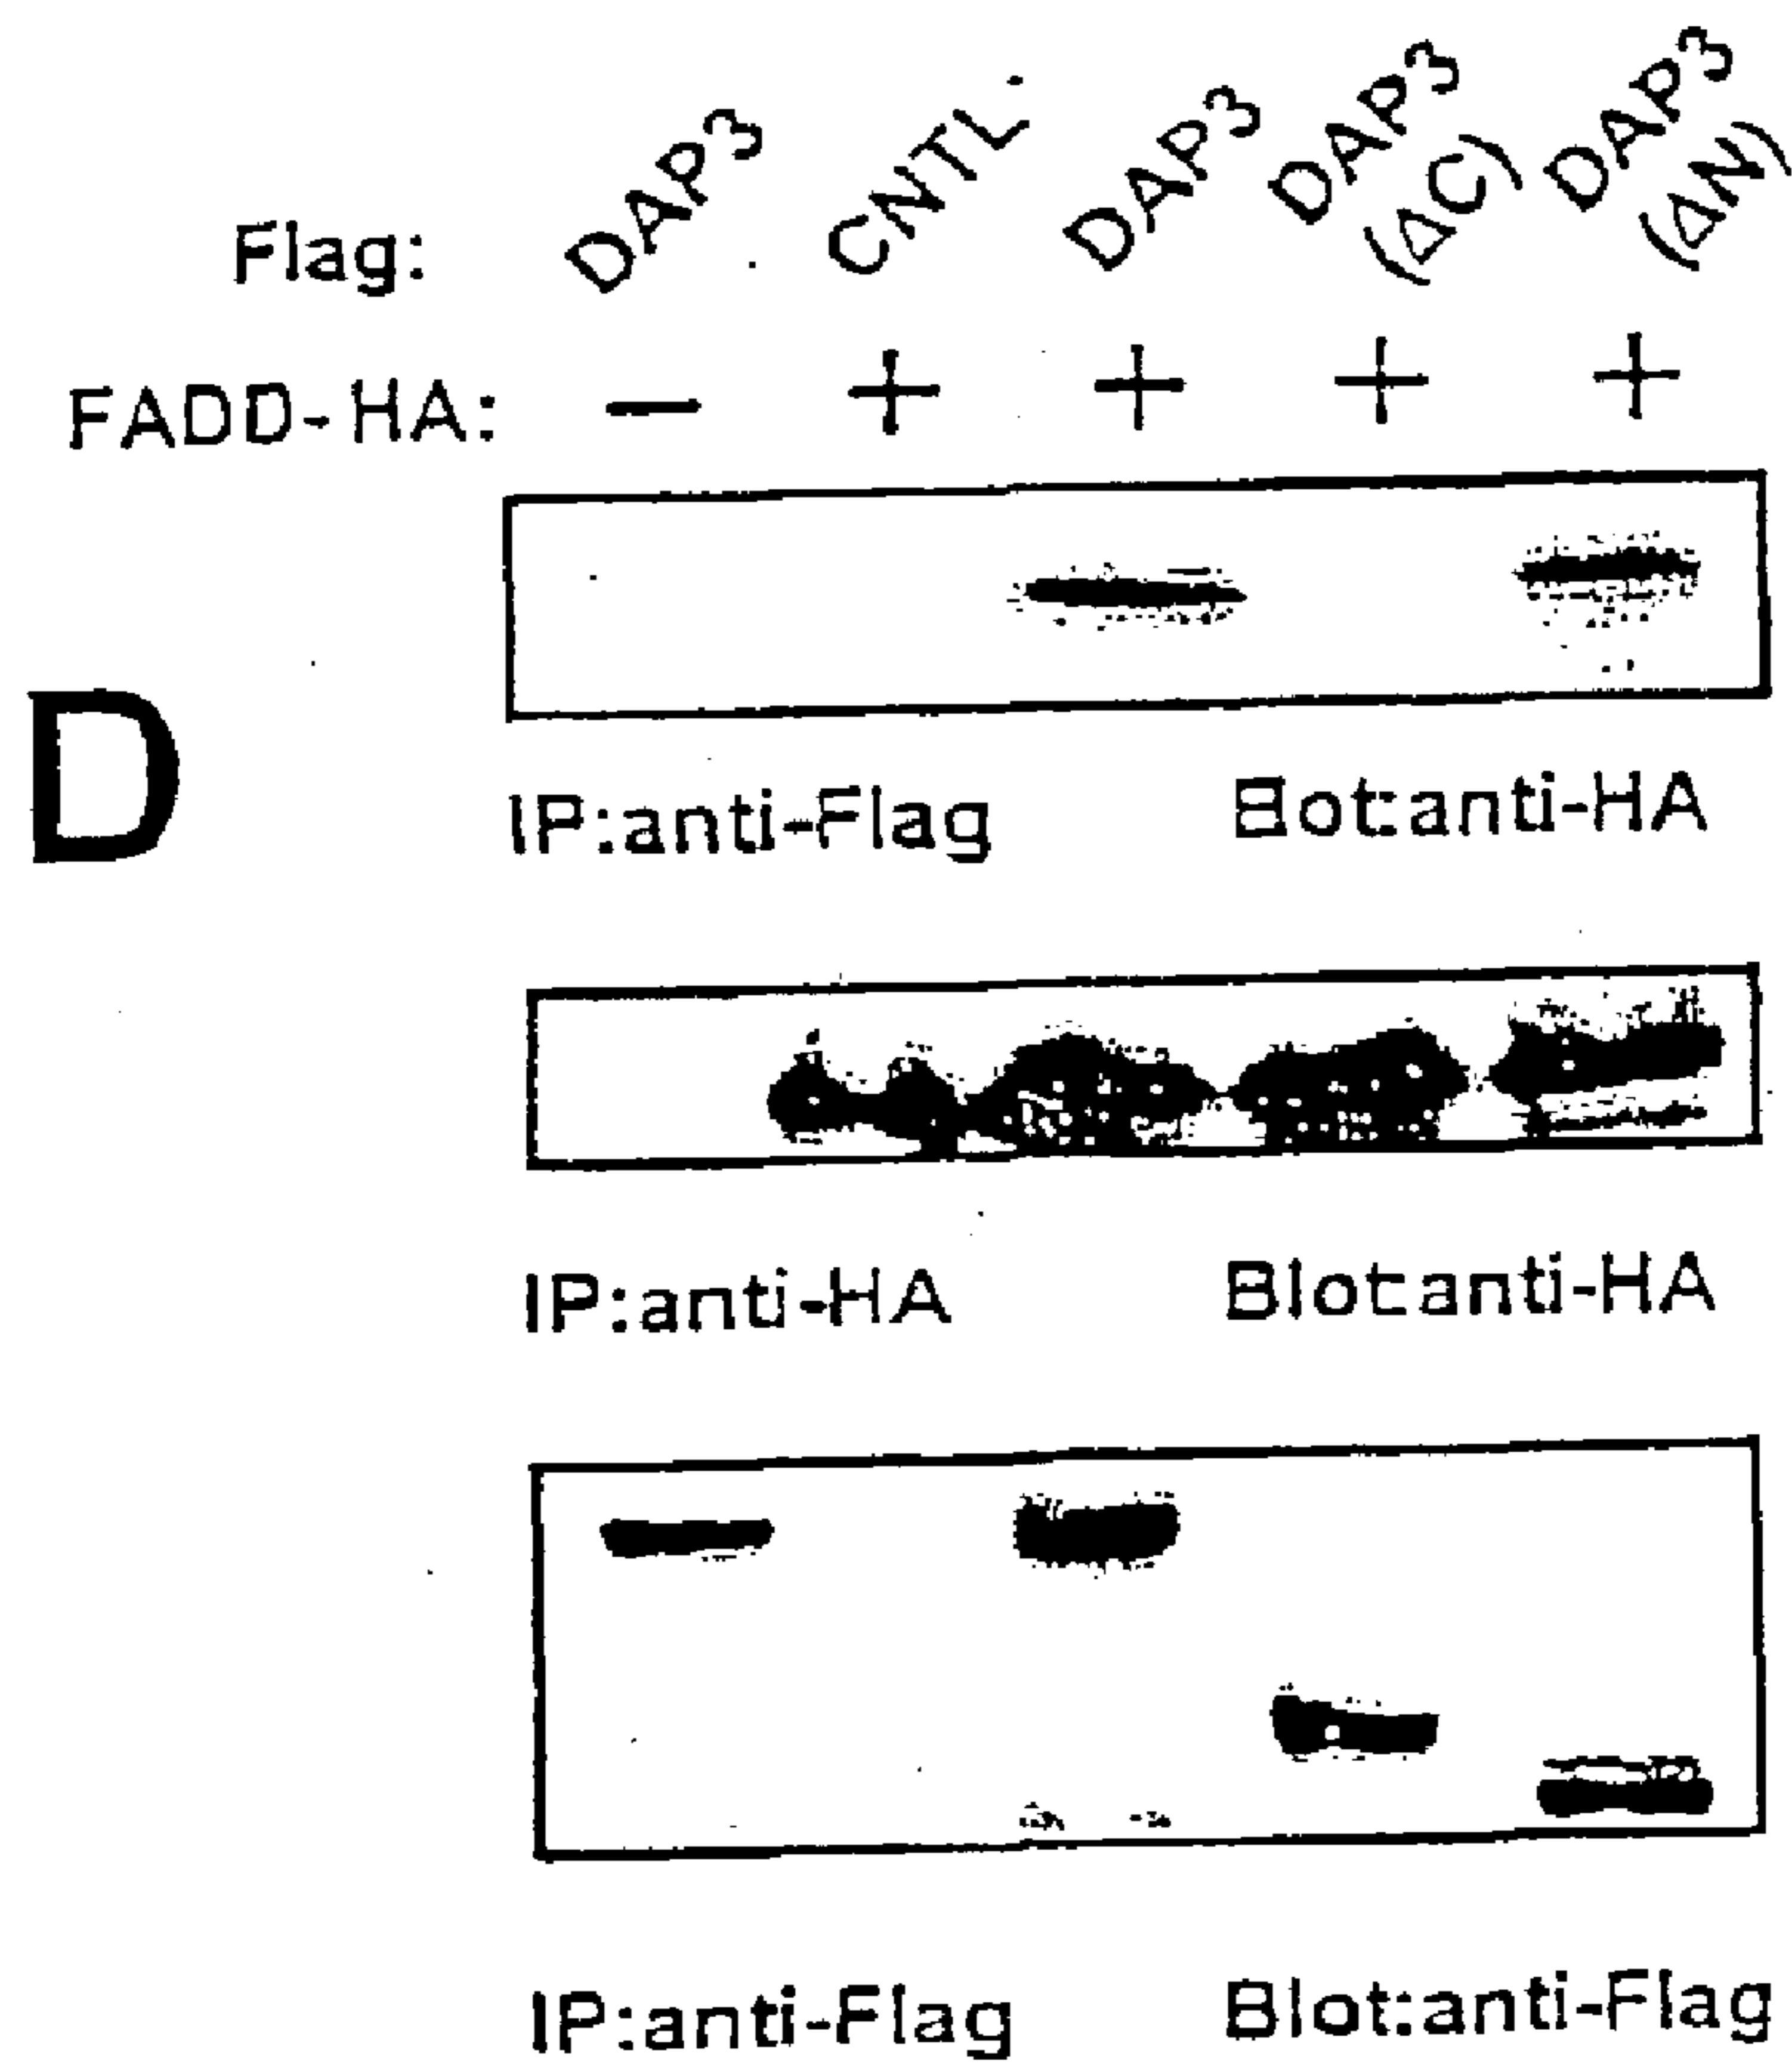 Flag: DAP3 CNTL. DAP3 DAP3 (ΔC) DAP3 (ΔN)
FADD-HA: − + + + +
D
IP:anti-Flag Bot:anti-HA
IP:anti-HA Blot:anti-HA
IP:anti-Flag Blot:anti-Flag